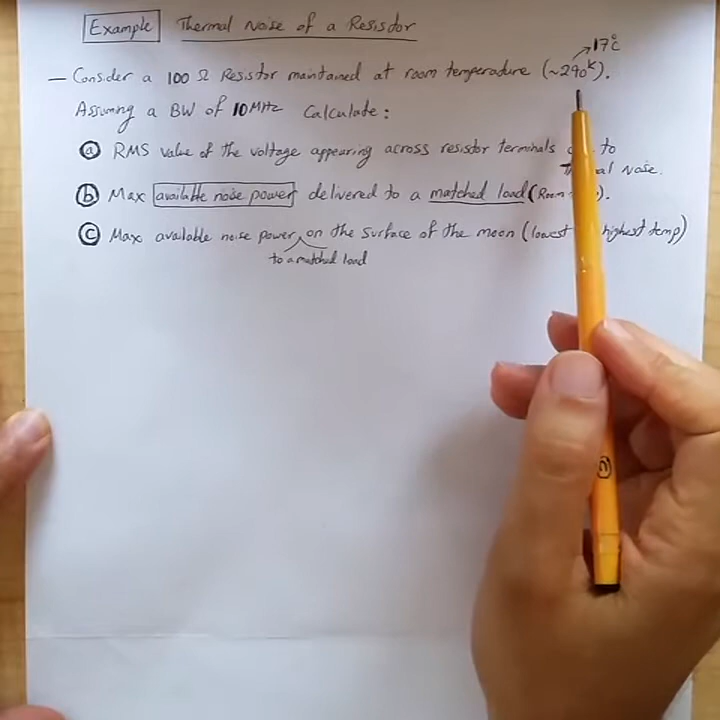 Example Thermal Noise of a Resistor
17°C
— Consider a 100 Ω Resistor maintained at room temperature (~290K).
Assuming a BW of 10MHz Calculate:
(a) RMS value of the voltage appearing across resistor terminals to
al Noise.
(b) Max available noise power delivered to a matched load (Room ).
(c) Max available noise power on the surface of the moon (lowest highest temp)
to a matched load